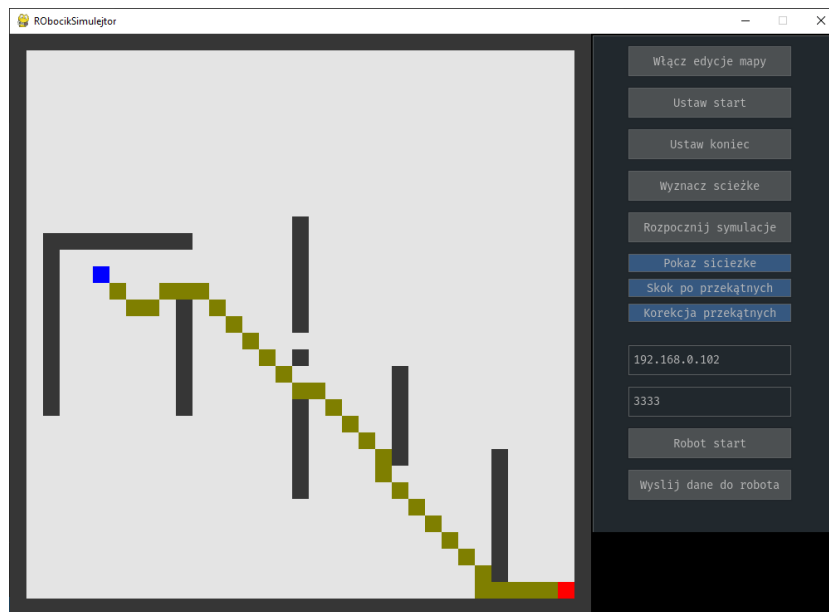 RObocikSimulejtor
Włącz edycje mapy
Ustaw start
Ustaw koniec
Wyznacz scieżke
Rozpocznij symulacje
Pokaz siciezke
Skok po przekątnych
Korekcja przekątnych
192.168.0.102
3333
Robot start
Wyslij dane do robota